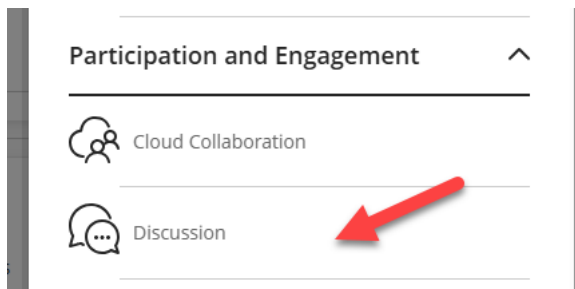 Participation and Engagement
Cloud Collaboration
Discussion